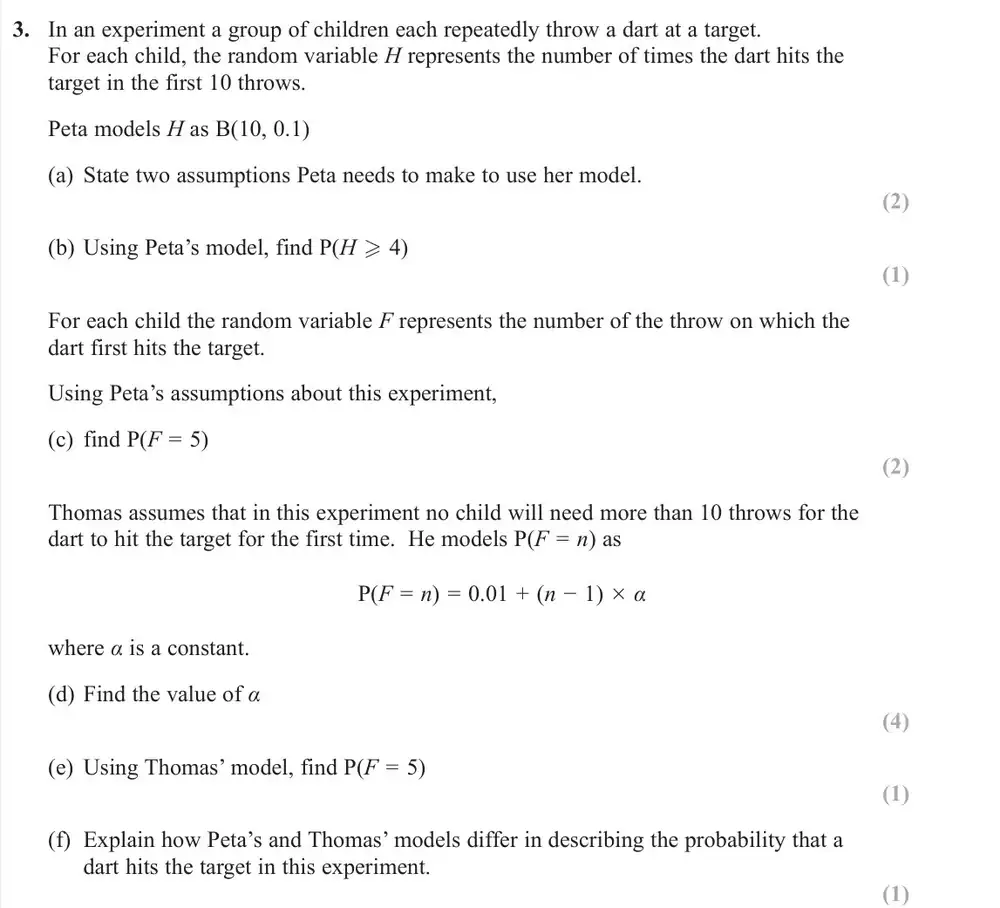 3. In an experiment a group of children each repeatedly throw a dart at a target.
For each child, the random variable H represents the number of times the dart hits the
target in the first 10 throws.
Peta models H as B(10, 0.1)
(a) State two assumptions Peta needs to make to use her model.
(2)
(b) Using Peta’s model, find P(H ⩾ 4)
(1)
For each child the random variable F represents the number of the throw on which the
dart first hits the target.
Using Peta’s assumptions about this experiment,
(c) find P(F = 5)
(2)
Thomas assumes that in this experiment no child will need more than 10 throws for the
dart to hit the target for the first time. He models P(F = n) as
P(F = n) = 0.01 + (n − 1) × α
where α is a constant.
(d) Find the value of α
(4)
(e) Using Thomas’ model, find P(F = 5)
(1)
(f) Explain how Peta’s and Thomas’ models differ in describing the probability that a
dart hits the target in this experiment.
(1)